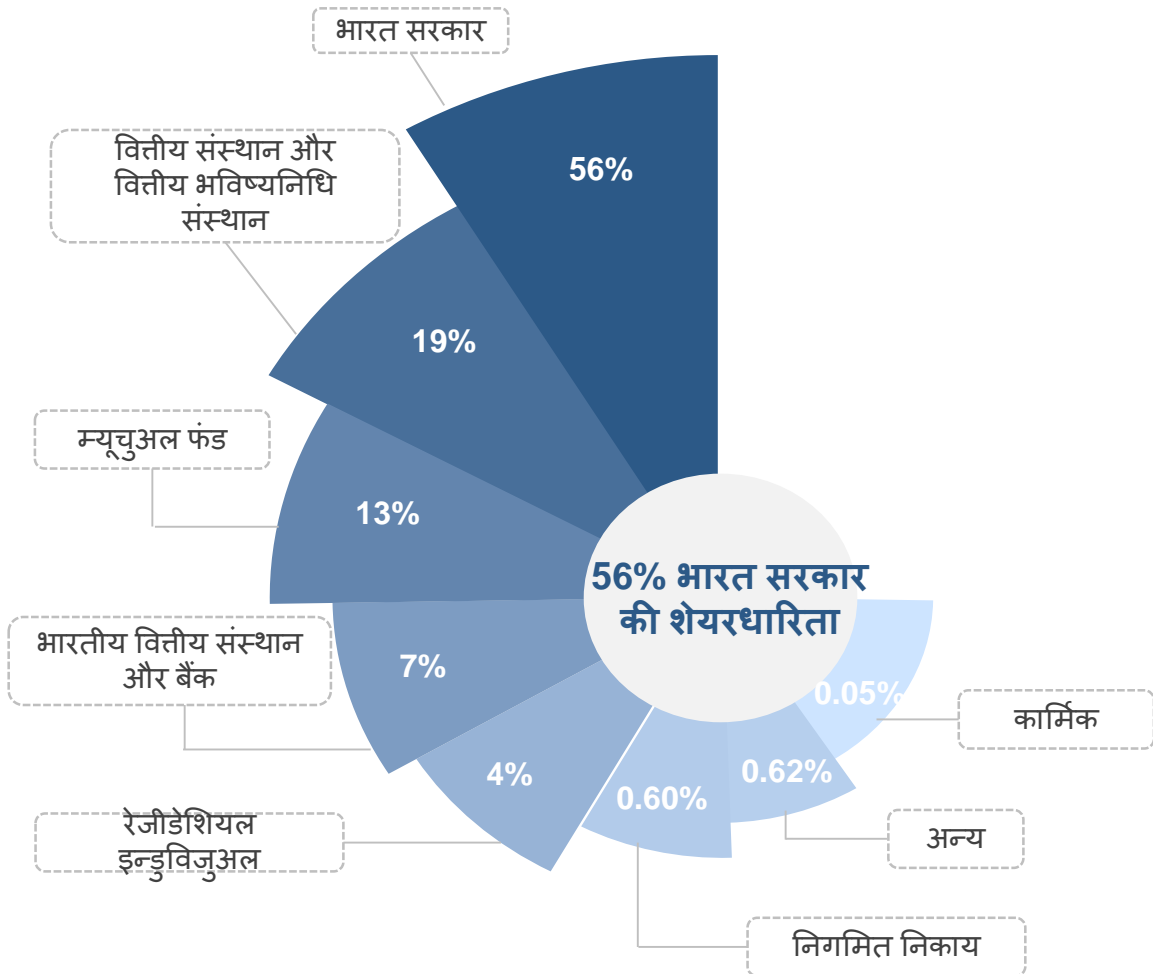 भारत सरकार
56%
वित्तीय संस्थान और
वित्तीय भविष्यनिधि
संस्थान
19%
म्यूचुअल फंड
13%
भारतीय वित्तीय संस्थान
और बैंक
7%
रेजीडेशियल
इन्डुविजुअल
4%
निगमित निकाय
0.60%
अन्य
0.62%
कार्मिक
0.05%
56% भारत सरकार
की शेयरधारिता